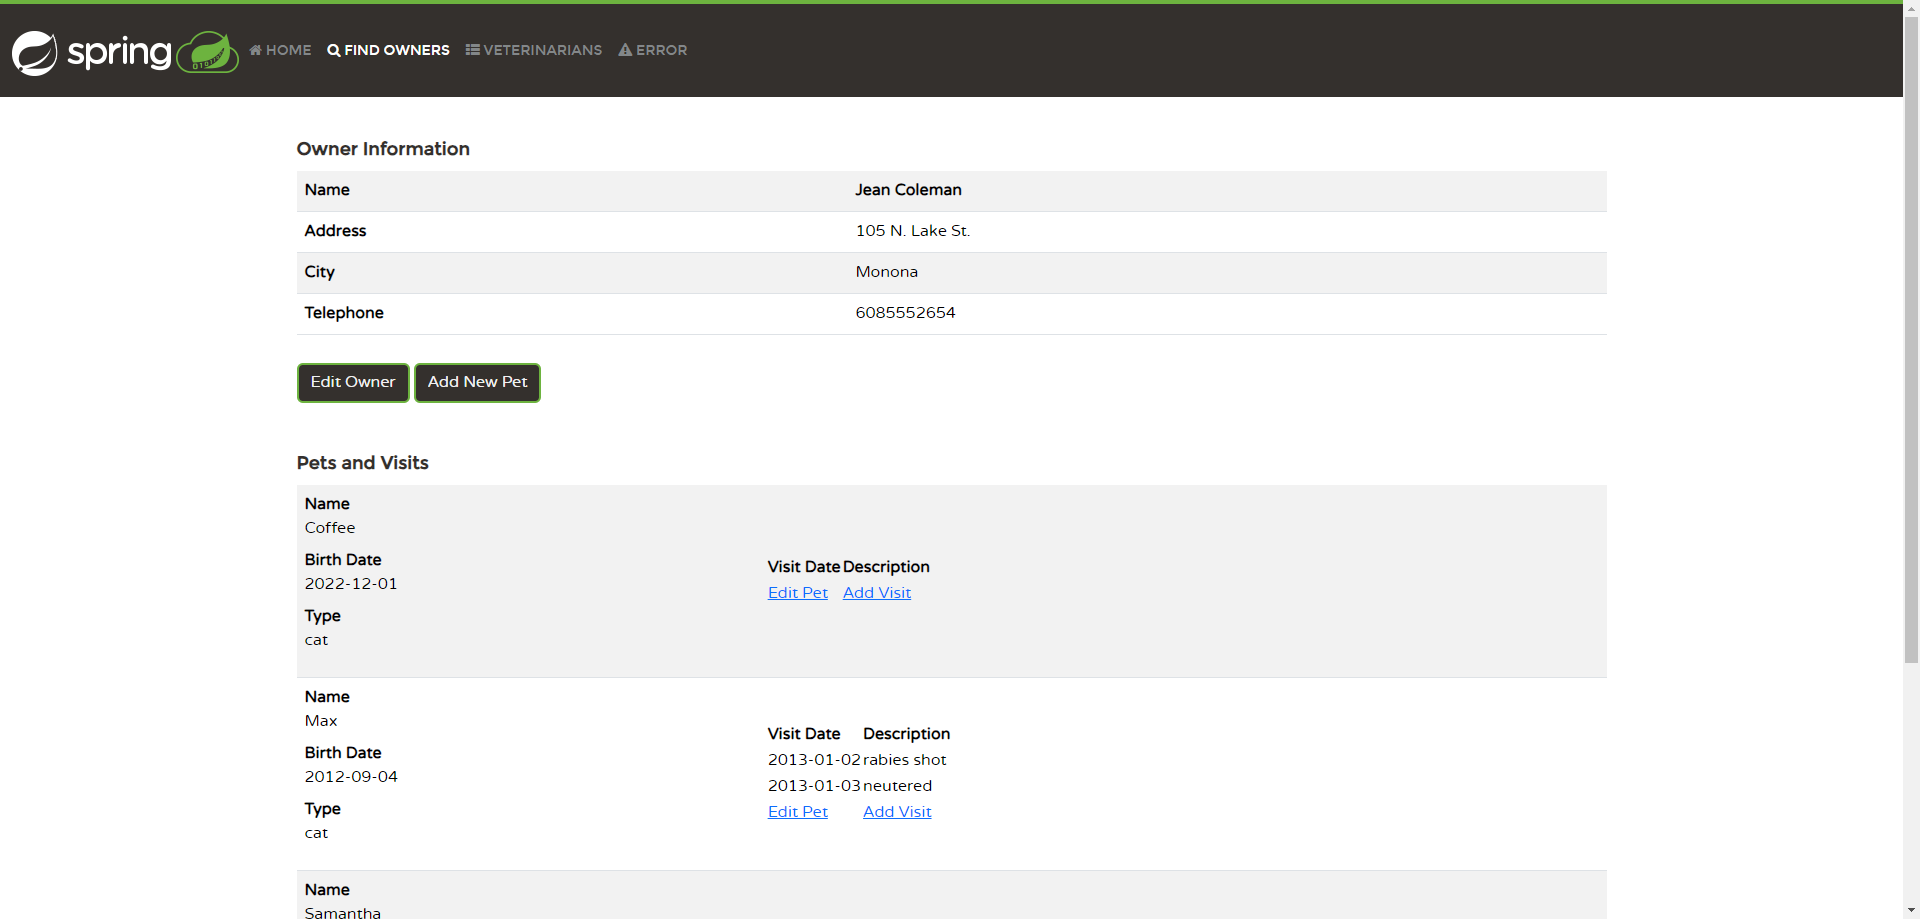 spring HOME FIND OWNERS VETERINARIANS ERROR
Owner Information
Name Jean Coleman
Address 105 N. Lake St.
City Monona
Telephone 6085552654
Edit Owner Add New Pet
Pets and Visits
Name
Coffee
Birth Date
2022-12-01
Type
cat
Visit Date Description
Edit Pet Add Visit
Name
Max
Birth Date
2012-09-04
Type
cat
Visit Date Description
2013-01-02 rabies shot
2013-01-03 neutered
Edit Pet Add Visit
Name
Samantha